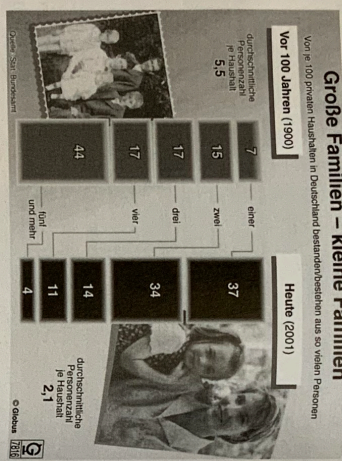 Große Familien – kleine Familien
Von je 100 privaten Haushalten in Deutschland bestanden/bestehen aus so vielen Personen
Vor 100 Jahren (1900)
Heute (2001)
durchschnittliche
Personenzahl
je Haushalt
5,5
7
15
17
17
44
einer
zwei
drei
vier
fünf
und mehr
37
34
14
11
4
durchschnittliche
Personenzahl
je Haushalt
2,1
Quelle: Stat. Bundesamt
© Globus
G
7816